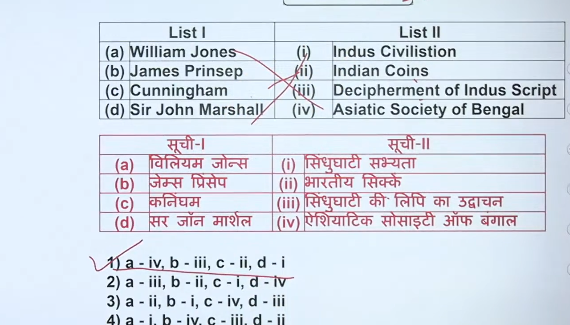 List I List II
(a) William Jones (i) Indus Civilistion
(b) James Prinsep (ii) Indian Coins
(c) Cunningham (iii) Decipherment of Indus Script
(d) Sir John Marshall (iv) Asiatic Society of Bengal
सूची-I सूची-II
(a) विलियम जोन्स (i) सिंधुघाटी सभ्यता
(b) जेम्स प्रिंसेप (ii) भारतीय सिक्के
(c) कनिंघम (iii) सिंधुघाटी की लिपि का उद्वाचन
(d) सर जॉन मार्शल (iv) ऐशियाटिक सोसाइटी ऑफ बंगाल
1) a - iv, b - iii, c - ii, d - i
2) a - iii, b - ii, c - i, d - iv
3) a - ii, b - i, c - iv, d - iii
4) a - i, b - iv, c - iii, d - ii